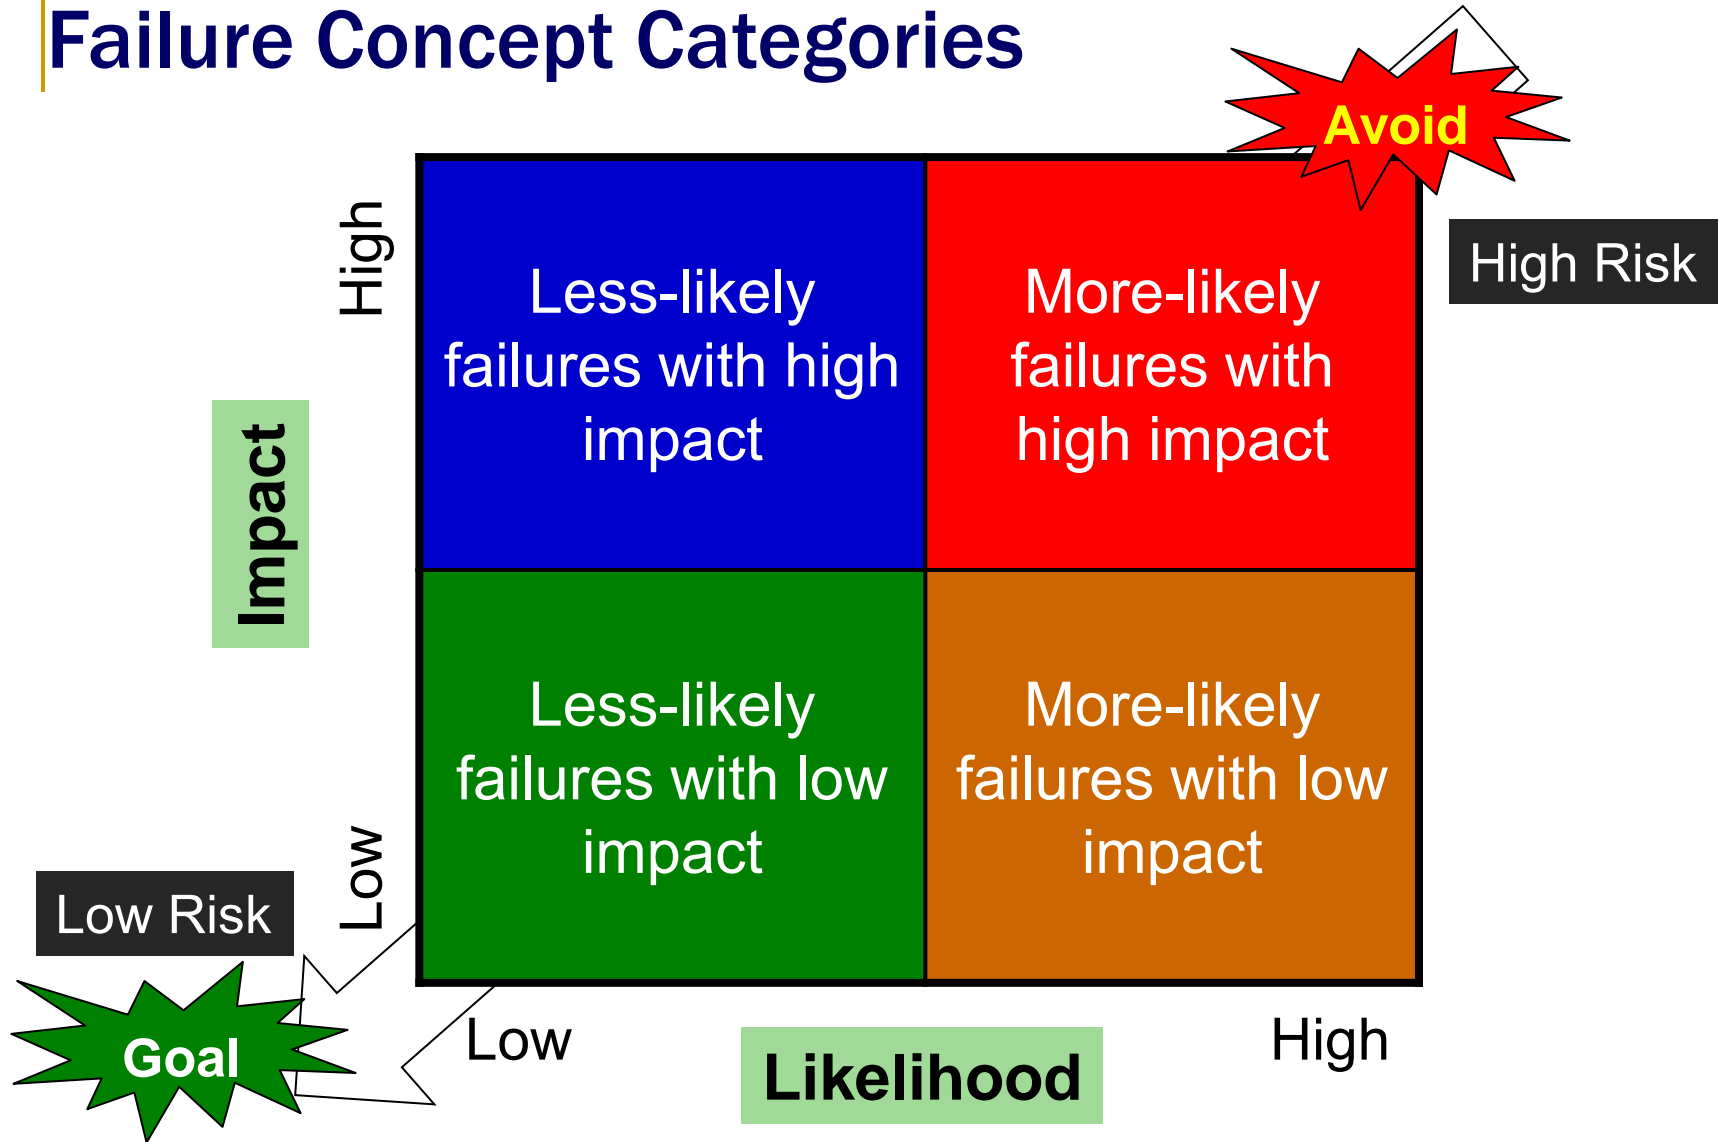 Failure Concept Categories
Avoid
High
High Risk
Less-likely
failures with high
impact
More-likely
failures with
high impact
Impact
Less-likely
failures with low
impact
More-likely
failures with low
impact
Low
Low Risk
Goal
Low
High
Likelihood